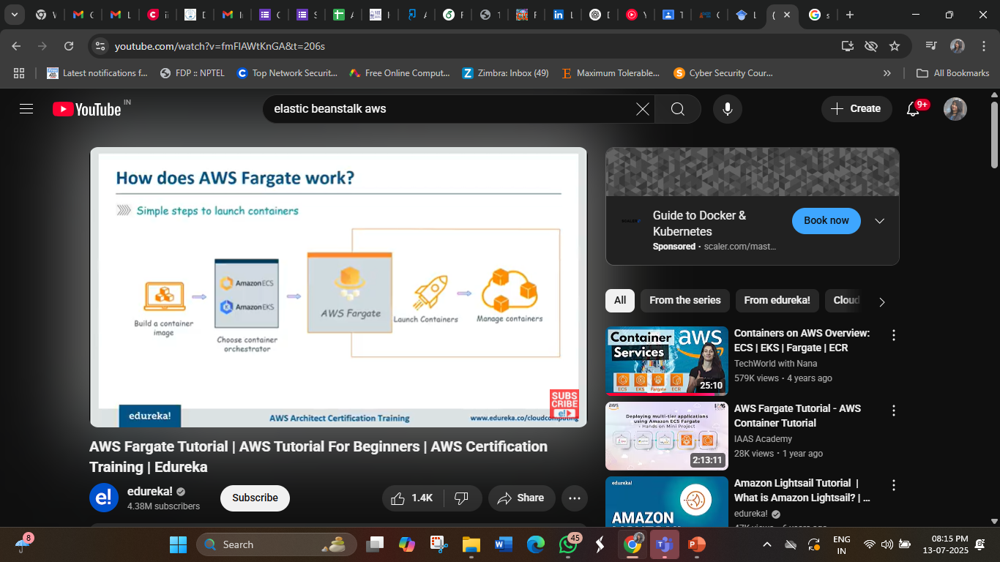 youtube.com/watch?v=fmFlAWtKnGA&t=206s
Latest notifications f...
FDP :: NPTEL
Top Network Securit...
Free Online Comput...
Zimbra: Inbox (49)
Maximum Tolerable...
Cyber Security Cour...
All Bookmarks
YouTube IN
elastic beanstalk aws
Create
9+
How does AWS Fargate work?
Simple steps to launch containers
Amazon ECS
Amazon EKS
AWS Fargate
Build a container
image
Choose container
orchestrator
Launch Containers
Manage containers
SUBS
CRIBE
e!
edureka!
AWS Architect Certification Training
www.edureka.co/cloudcomputing
AWS Fargate Tutorial | AWS Tutorial For Beginners | AWS Certification
Training | Edureka
e!
edureka!
4.38M subscribers
Subscribe
1.4K
Share
Guide to Docker &
Kubernetes
Sponsored · scaler.com/mast...
Book now
All
From the series
From edureka!
Cloud
Container
Services
aws
ECS
EKS
Fargate
ECR
25:10
Containers on AWS Overview:
ECS | EKS | Fargate | ECR
TechWorld with Nana
579K views · 4 years ago
aws
Deploying multi-tier applications
using Amazon ECS Fargate
- Hands on Mini Project
2:13:11
AWS Fargate Tutorial - AWS
Container Tutorial
IAAS Academy
28K views · 1 year ago
edureka!
AMAZON
Amazon Lightsail Tutorial |
What is Amazon Lightsail? | ...
edureka!
8
Search
45
ENG
IN
08:15 PM
13-07-2025